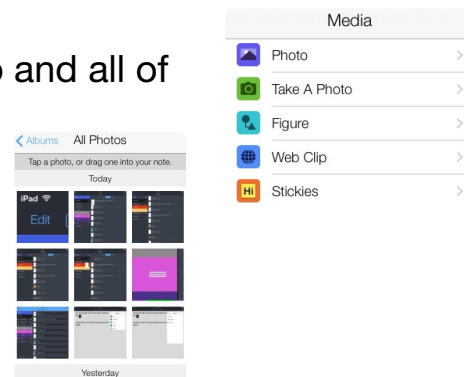 Media
Photo
Take A Photo
Figure
Web Clip
Hi Stickies
and all of
Albums All Photos
Tap a photo, or drag one into your note.
Today
iPad
Edit
Yesterday